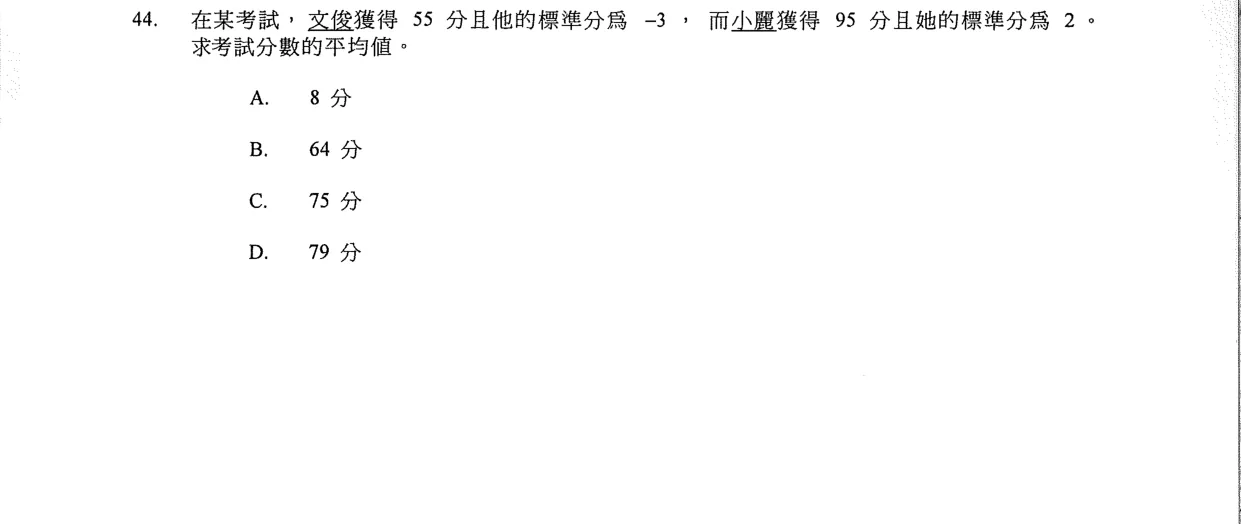 44. 在某考試，文俊獲得 55 分且他的標準分爲 –3 ，而小麗獲得 95 分且她的標準分爲 2 。
求考試分數的平均值。
A. 8 分
B. 64 分
C. 75 分
D. 79 分